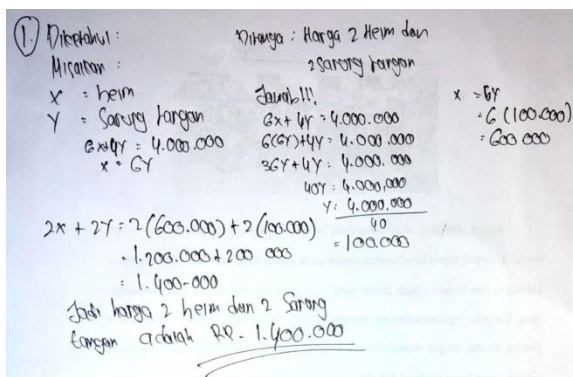 1. Diketahui :
Misalkan :
x = helm
Y = Sarung tangan
6x+4Y = 4.000.000
x = 6Y
Ditanya : Harga 2 Helm dan
2 Sarung tangan
Jawab!!!
6x + 4Y = 4.000.000
6(6Y)+4Y = 4.000.000
36Y+4Y = 4.000.000
40Y = 4.000,000
Y = 4.000.000
40
= 100.000
x = 6Y
= 6 (100.000)
= 600 000
2x + 2Y = 2(600.000) + 2(100.000)
= 1.200.000 + 200 000
= 1.400-000
Jadi harga 2 helm dan 2 Sarung
tangan adalah RP. 1.400.000